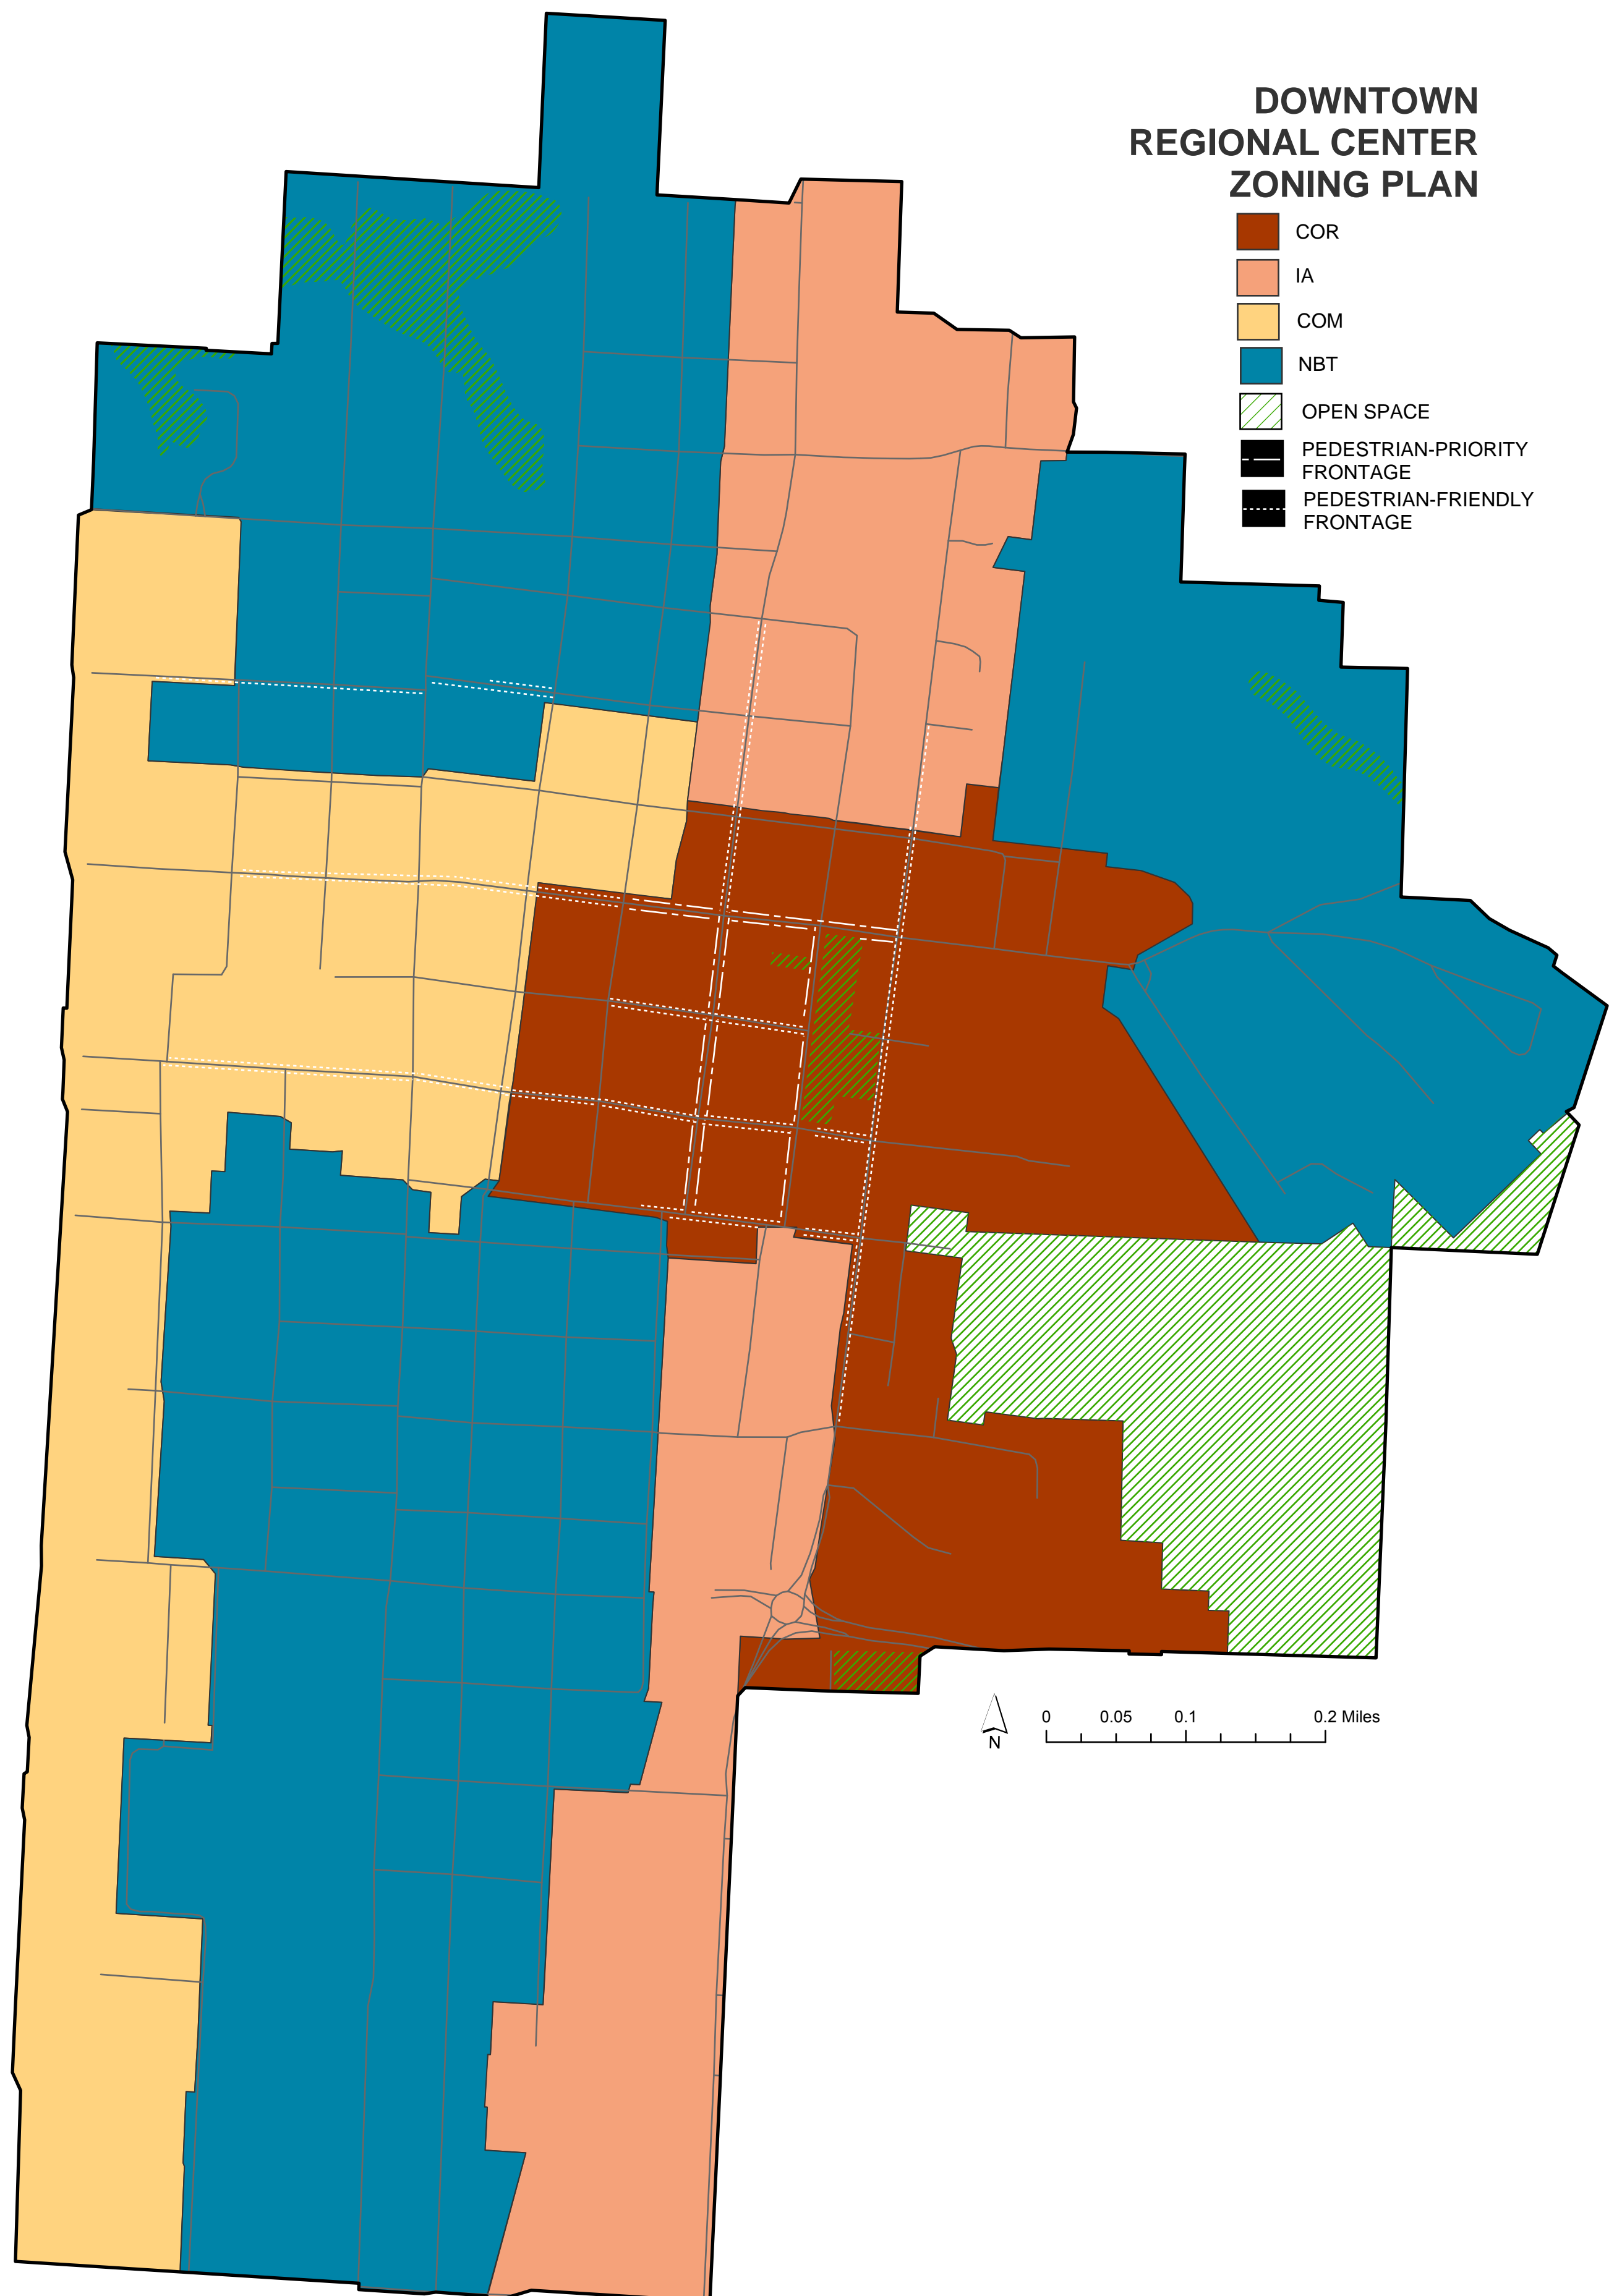 DOWNTOWN
REGIONAL CENTER
ZONING PLAN
COR
IA
COM
NBT
OPEN SPACE
PEDESTRIAN-PRIORITY
FRONTAGE
PEDESTRIAN-FRIENDLY
FRONTAGE
N
0 0.05 0.1 0.2 Miles